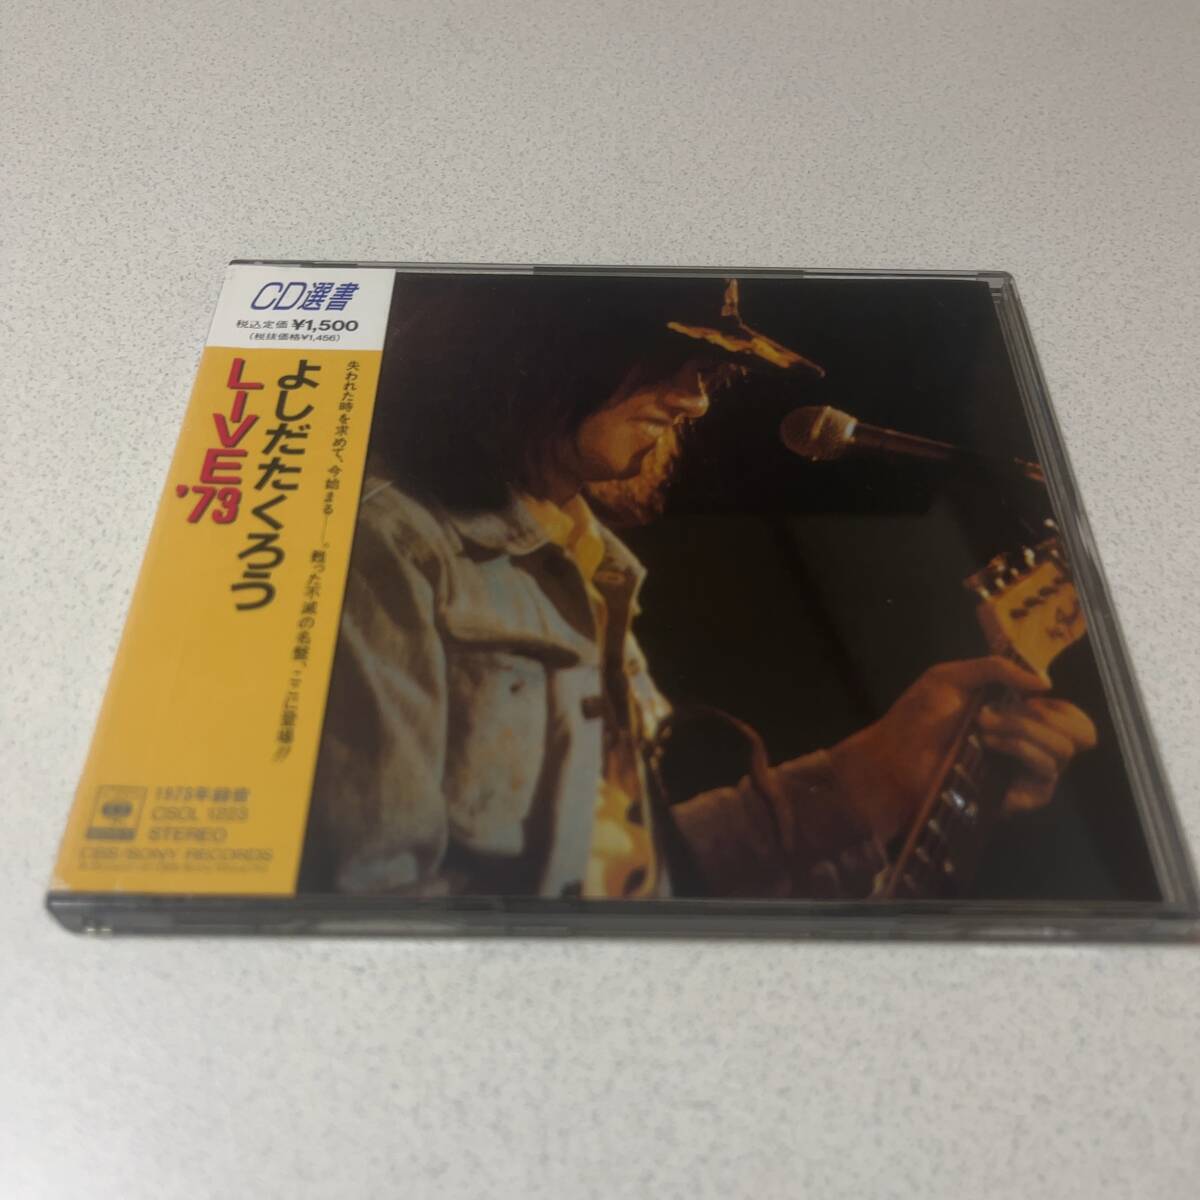 CD選書
税込定価 ¥1,500
(税抜価格¥1,456)
よしだたくろう
LIVE '73
失われた時を求めて、今始まる——。甦った不滅の名盤、ここに登場!!
1973年録音
CSCL 1223
STEREO
CBS/SONY RECORDS